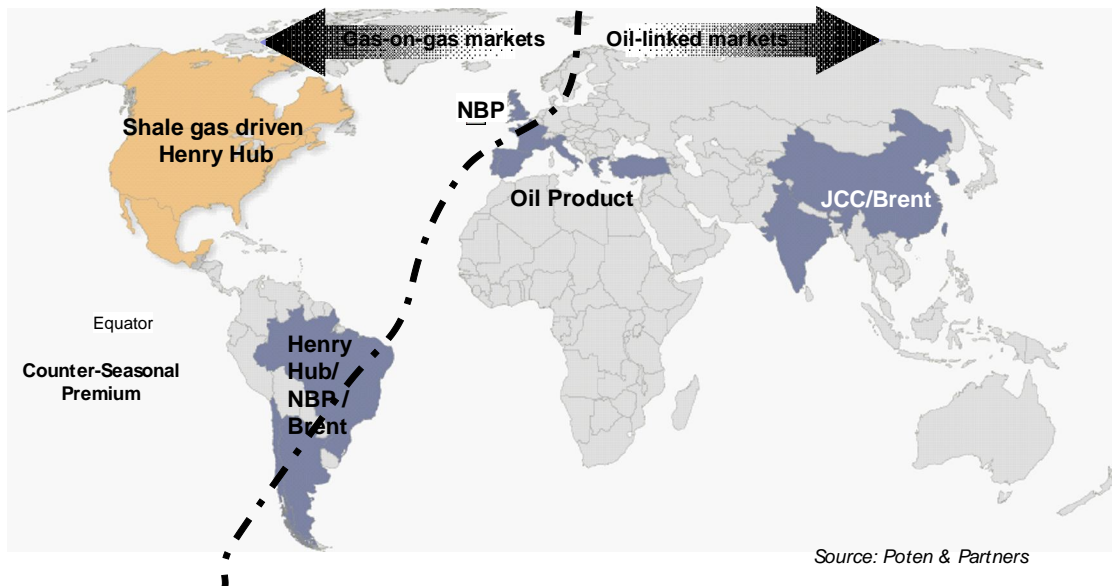 Gas-on-gas markets
Oil-linked markets
Shale gas driven
Henry Hub
NBP
Oil Product
JCC/Brent
Equator
Counter-Seasonal
Premium
Henry
Hub/
NBP /
Brent
Source: Poten & Partners